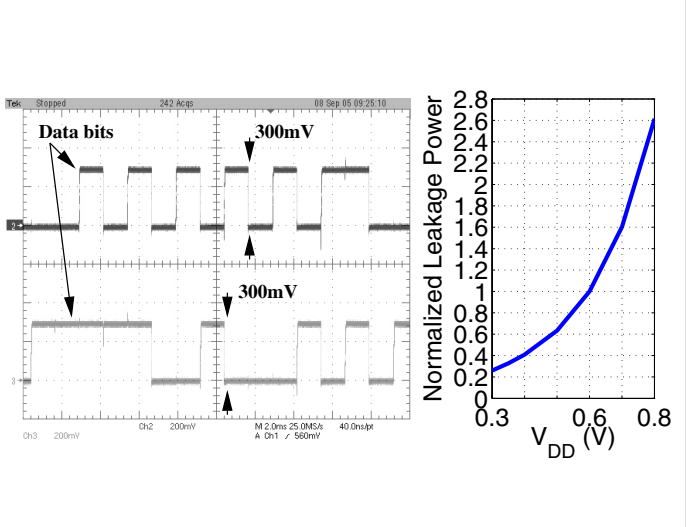 Tek Stopped 242 Acqs 08 Sep 05 09:25:10
Data bits
300mV
300mV
Ch2 200mV M 2.0ms 25.0MS/s 40.0ns/pt
Ch3 200mV A Ch1 / 560mV
2.8
2.6
2.4
2.2
2
1.8
1.6
1.4
1.2
1
0.8
0.6
0.4
0.2
0
0.3 0.6 0.8
Normalized Leakage Power
V_DD (V)